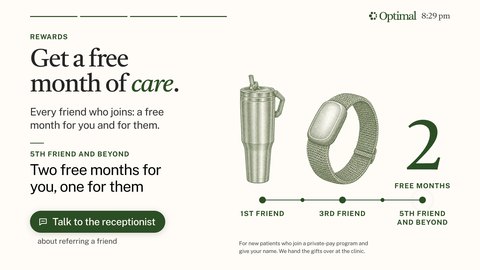 Optimal 8:29 pm
REWARDS
Get a free
month of care.
Every friend who joins: a free
month for you and for them.
5TH FRIEND AND BEYOND
Two free months for
you, one for them
Talk to the receptionist
about referring a friend
2
FREE MONTHS
1ST FRIEND
3RD FRIEND
5TH FRIEND
AND BEYOND
For new patients who join a private-pay program and
give your name. We hand the gifts over at the clinic.